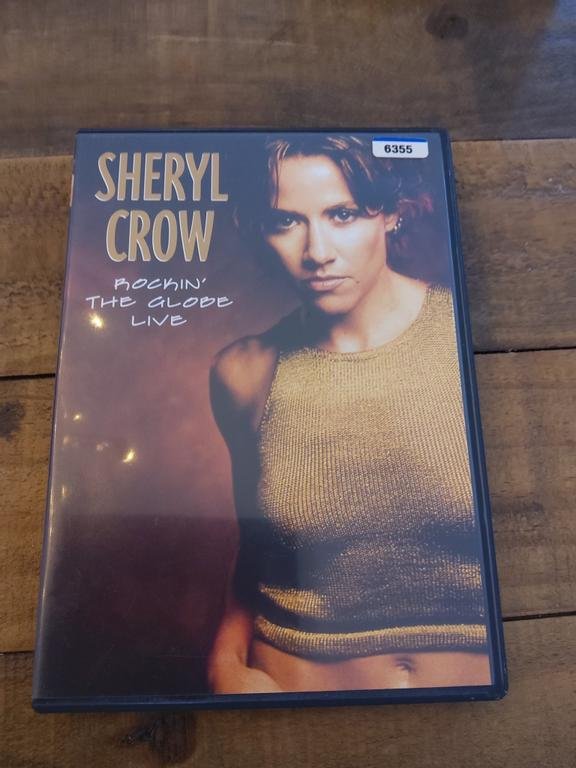 6355
SHERYL
CROW
ROCKIN'
THE GLOBE
LIVE